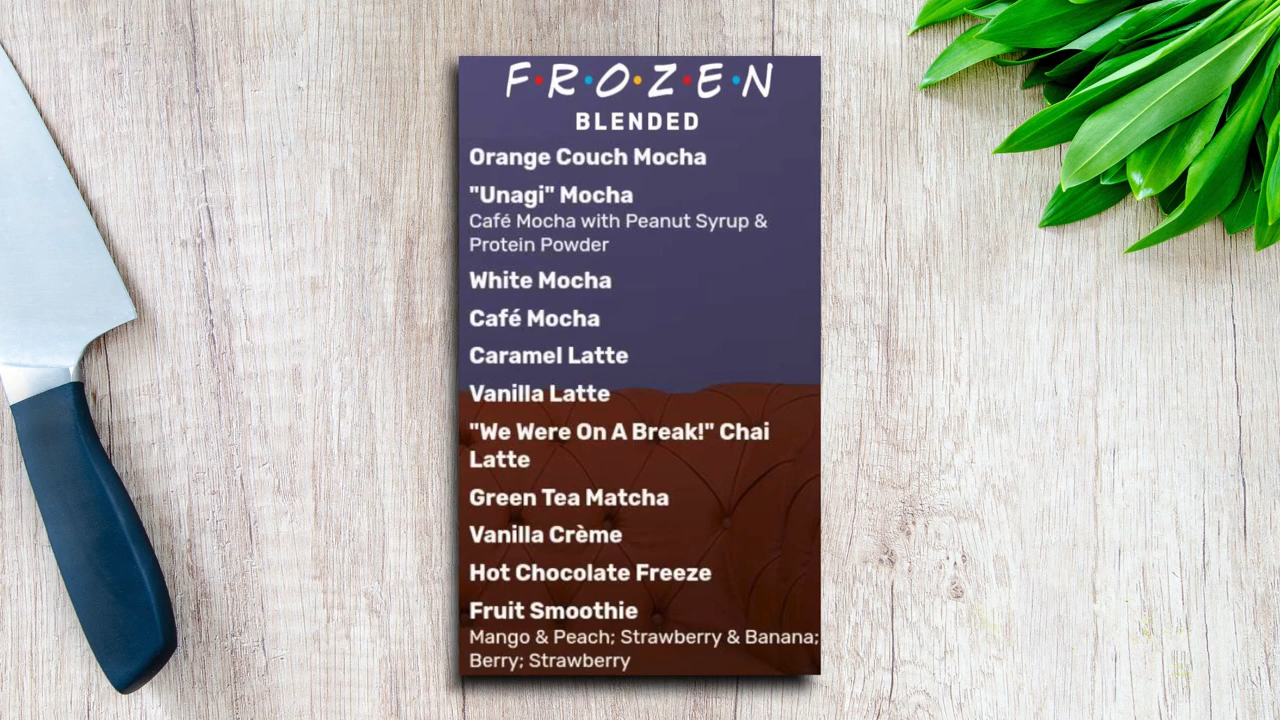 F·R·O·Z·E·N
BLENDED
Orange Couch Mocha
"Unagi" Mocha
Café Mocha with Peanut Syrup &
Protein Powder
White Mocha
Café Mocha
Caramel Latte
Vanilla Latte
"We Were On A Break!" Chai
Latte
Green Tea Matcha
Vanilla Crème
Hot Chocolate Freeze
Fruit Smoothie
Mango & Peach; Strawberry & Banana;
Berry; Strawberry